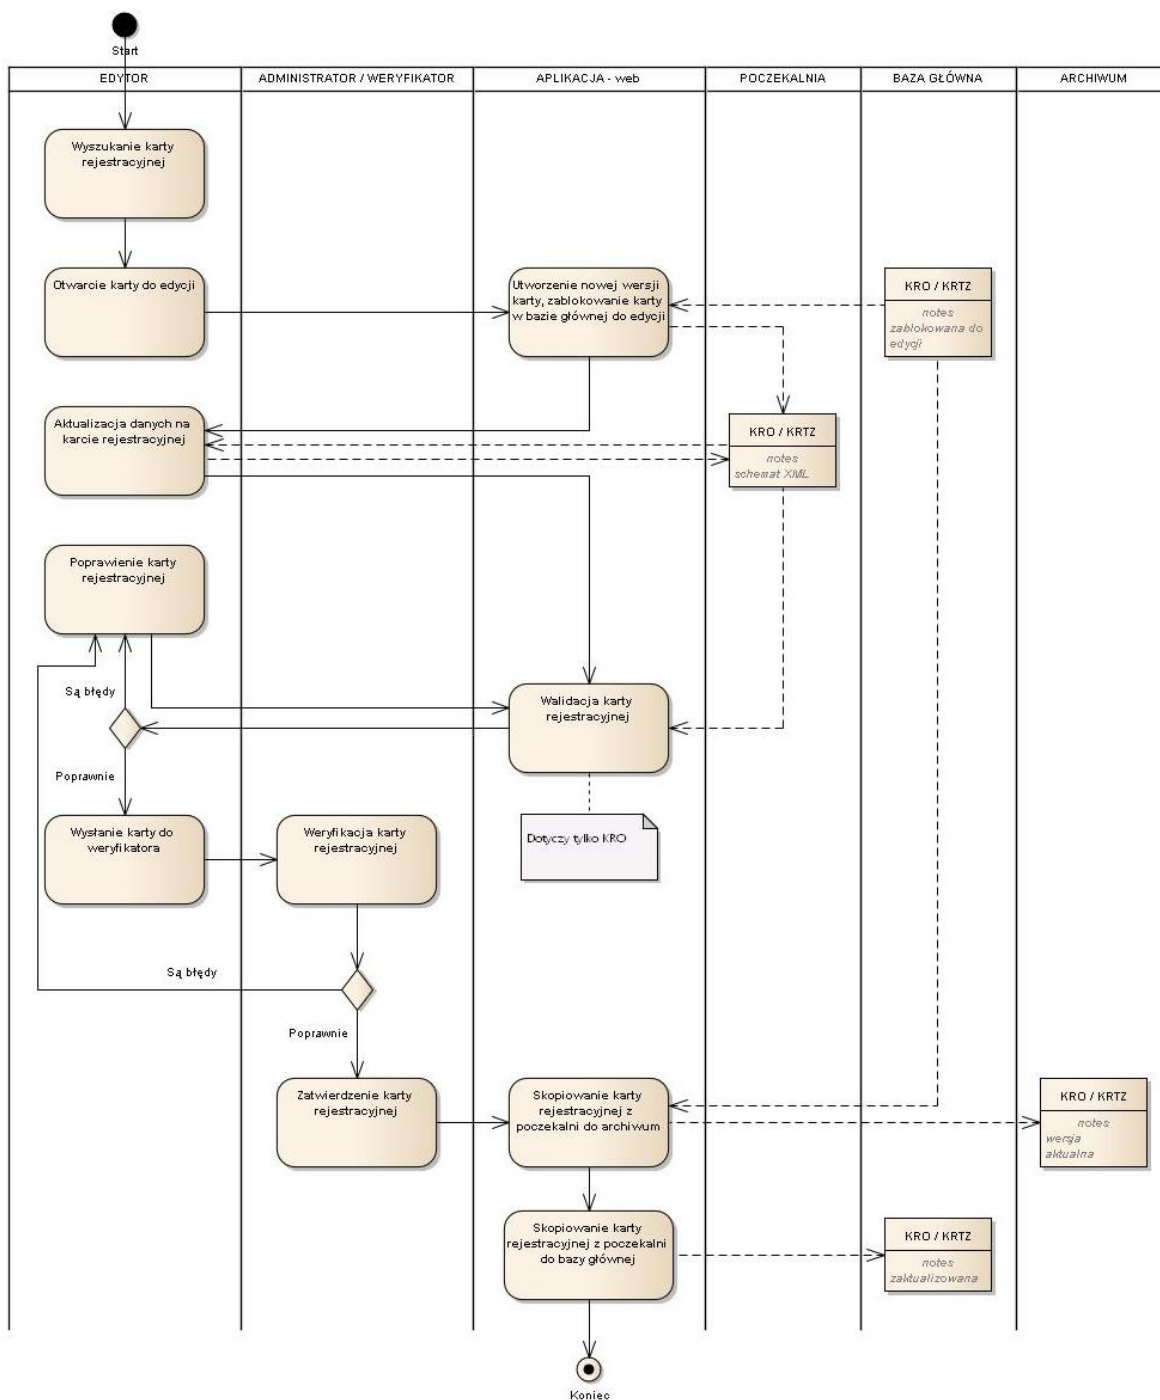 Start
EDYTOR
ADMINISTRATOR / WERYFIKATOR
APLIKACJA - web
POCZEKALNIA
BAZA GŁÓWNA
ARCHIWUM
Wyszukanie karty
rejestracyjnej
Otwarcie karty do edycji
Utworzenie nowej wersji
karty, zablokowanie karty
w bazie głównej do edycji
KRO / KRTZ
notes
zablokowana do
edycji
Aktualizacja danych na
karcie rejestracyjnej
KRO / KRTZ
notes
schemat XML
Poprawienie karty
rejestracyjnej
Są błędy
Walidacja karty
rejestracyjnej
Poprawnie
Wysłanie karty do
weryfikatora
Weryfikacja karty
rejestracyjnej
Dotyczy tylko KRO
Są błędy
Poprawnie
Zatwierdzenie karty
rejestracyjnej
Skopiowanie karty
rejestracyjnej z
poczekalni do archiwum
KRO / KRTZ
notes
wersja
aktualna
Skopiowanie karty
rejestracyjnej z poczekalni
do bazy głównej
KRO / KRTZ
notes
zaktualizowana
Koniec